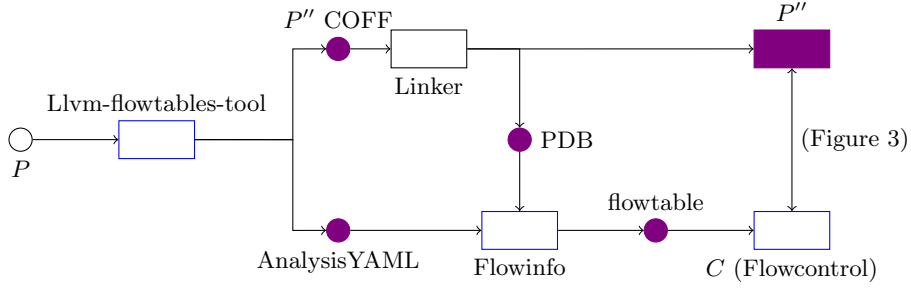 P'' COFF
P''
Linker
Llvm-flowtables-tool
P
PDB
(Figure 3)
flowtable
AnalysisYAML
Flowinfo
C (Flowcontrol)